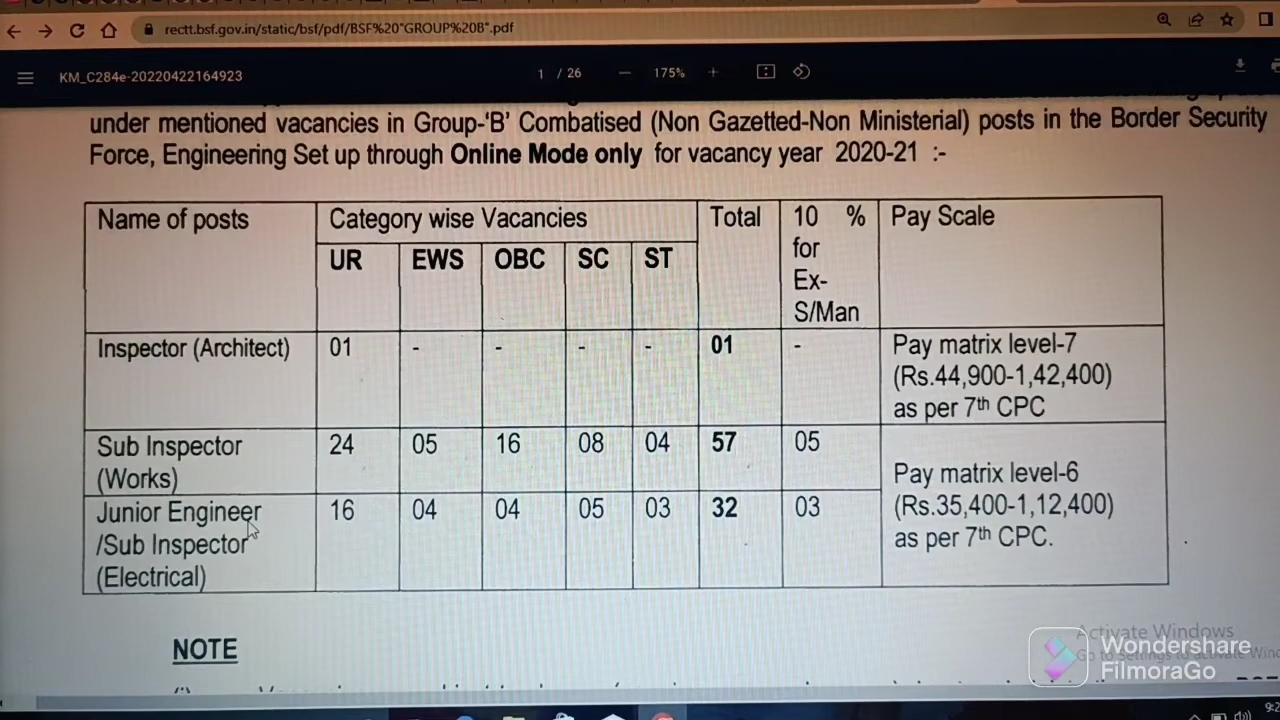 rectt.bsf.gov.in/static/bsf/pdf/BSF%20"GROUP%20B".pdf
KM_C284e-20220422164923
1 / 26
175%
under mentioned vacancies in Group-'B' Combatised (Non Gazetted-Non Ministerial) posts in the Border Security
Force, Engineering Set up through Online Mode only for vacancy year 2020-21 :-
Name of posts Category wise Vacancies Total 10 % for Ex-S/Man Pay Scale
UR EWS OBC SC ST
Inspector (Architect) 01 - - - - 01 - Pay matrix level-7
(Rs.44,900-1,42,400)
as per 7th CPC
Sub Inspector 24 05 16 08 04 57 05
(Works)
Pay matrix level-6
Junior Engineer 16 04 04 05 03 32 03 (Rs.35,400-1,12,400)
/Sub Inspector as per 7th CPC.
(Electrical)
NOTE
Activate Windows
Go to Settings to activate Win
Wondershare
FilmoraGo